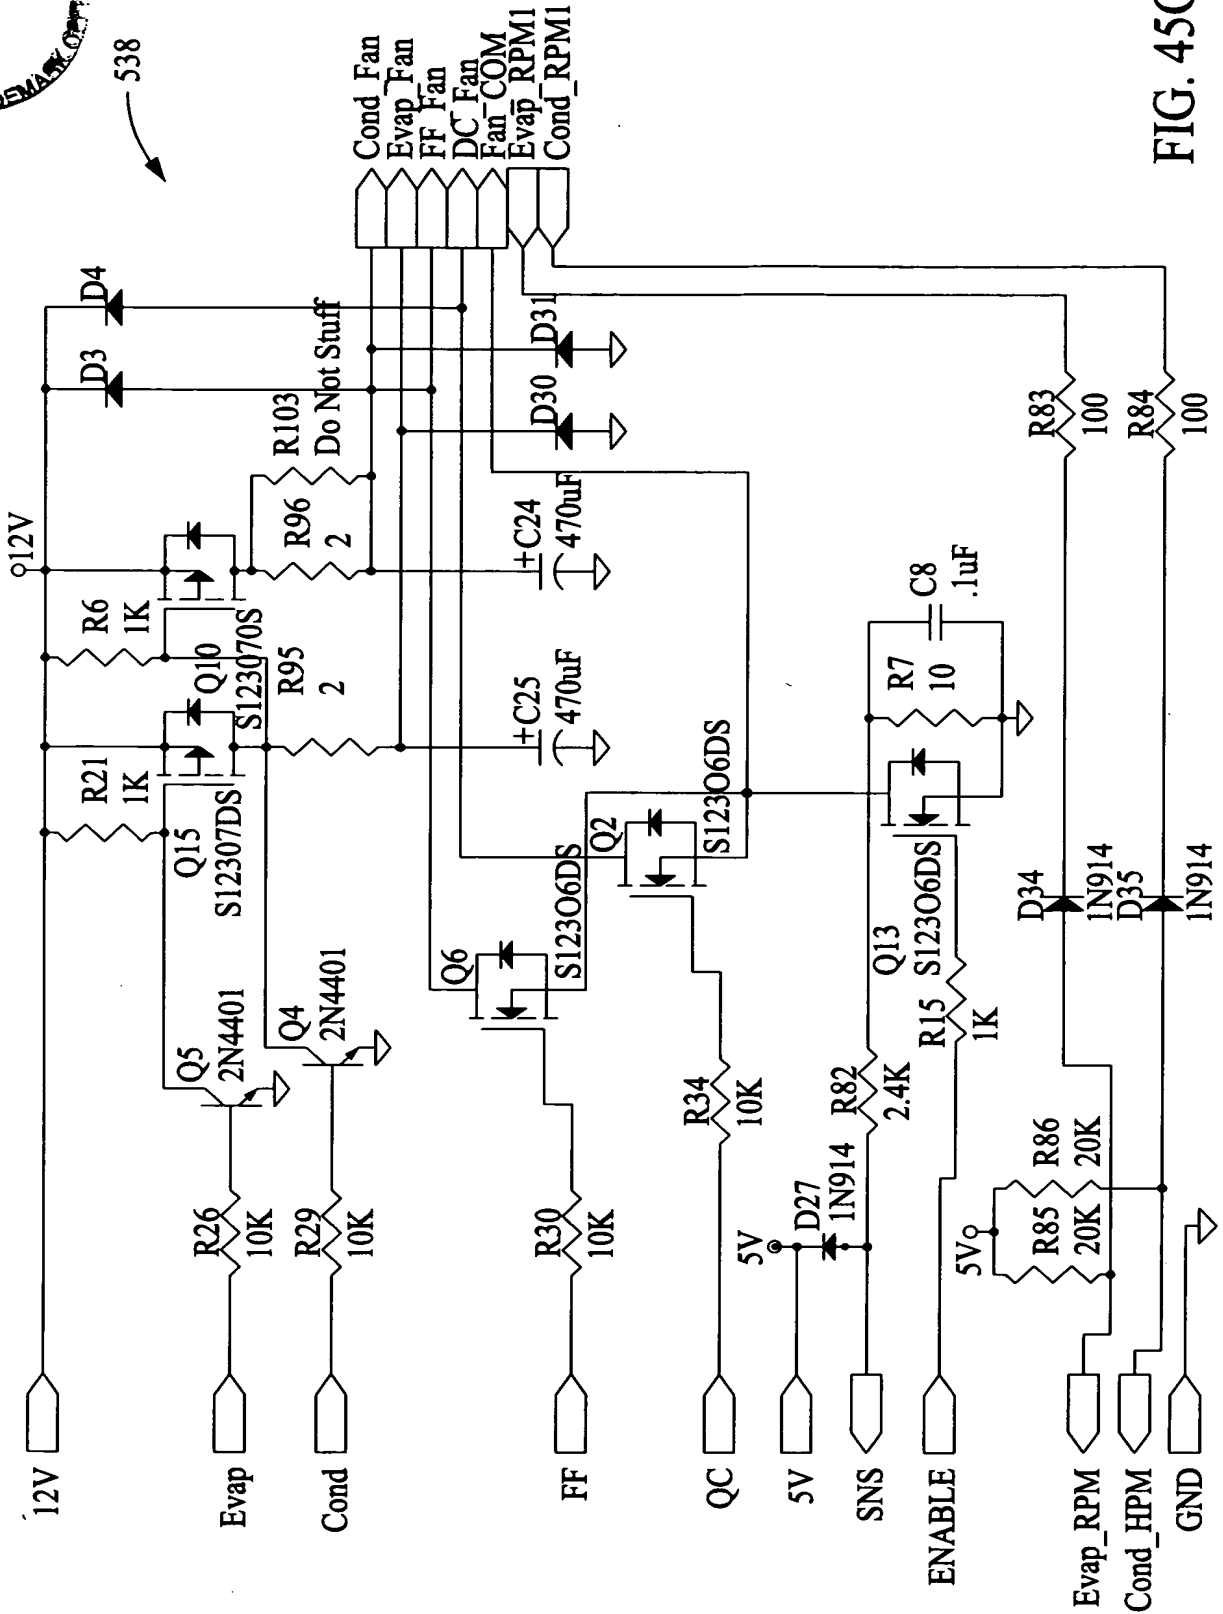 538
12V
Evap
Cond
FF
QC
5V
SNS
ENABLE
Evap_RPM
Cond_HPM
GND
R26
10K
R29
10K
R30
10K
R34
10K
5V
D27
1N914
R82
2.4K
R15
1K
5V
R85
20K
R86
20K
Q5
2N4401
Q4
2N4401
R21
1K
Q15
S12307DS
R6
1K
Q10
S123070S
12V
R95
2
R96
2
R103
Do Not Stuff
D3
D4
+C25
470uF
+C24
470uF
D30
D31
Q6
S12306DS
Q2
S12306DS
Q13
S12306DS
R7
10
C8
.1uF
D34
1N914
D35
1N914
R83
100
R84
100
Cond_Fan
Evap_Fan
FF_Fan
DC_Fan
Fan_COM
Evap_RPM1
Cond_RPM1
FIG. 45C